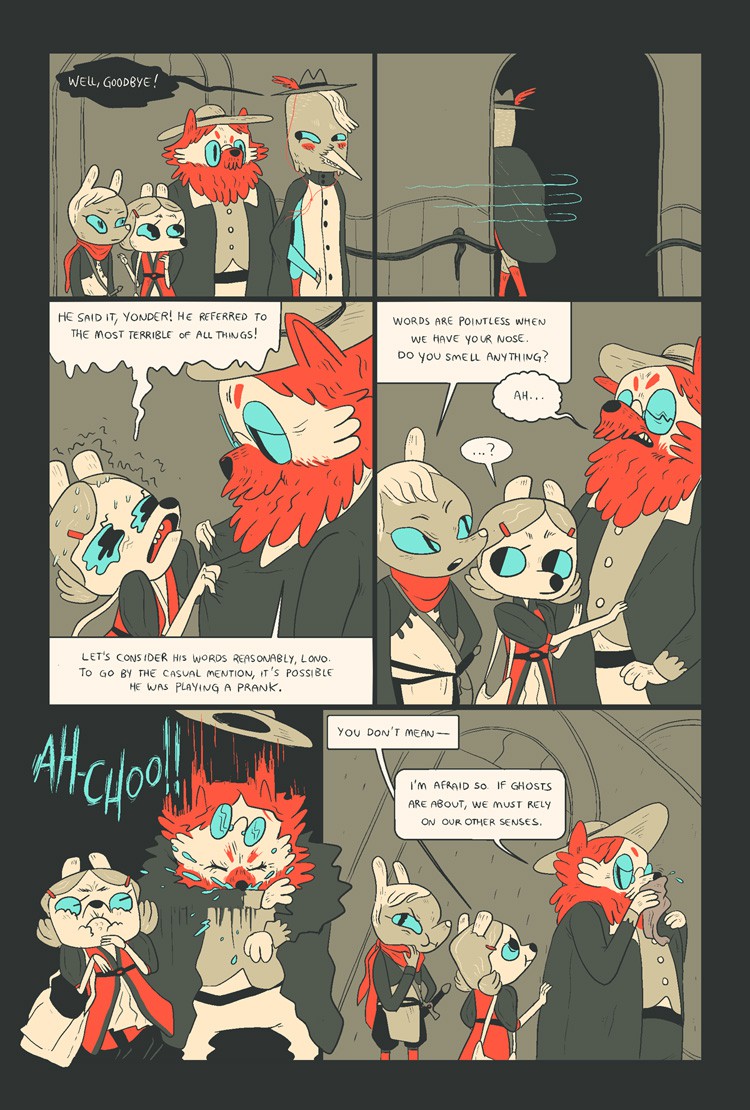 WELL, GOODBYE!
HE SAID IT, YONDER! HE REFERRED TO
THE MOST TERRIBLE OF ALL THINGS!
LET'S CONSIDER HIS WORDS REASONABLY, LONO.
TO GO BY THE CASUAL MENTION, IT'S POSSIBLE
HE WAS PLAYING A PRANK.
WORDS ARE POINTLESS WHEN
WE HAVE YOUR NOSE.
DO YOU SMELL ANYTHING?
AH...
...?
AH-CHOO!!
YOU DON'T MEAN—
I'M AFRAID SO. IF GHOSTS
ARE ABOUT, WE MUST RELY
ON OUR OTHER SENSES.